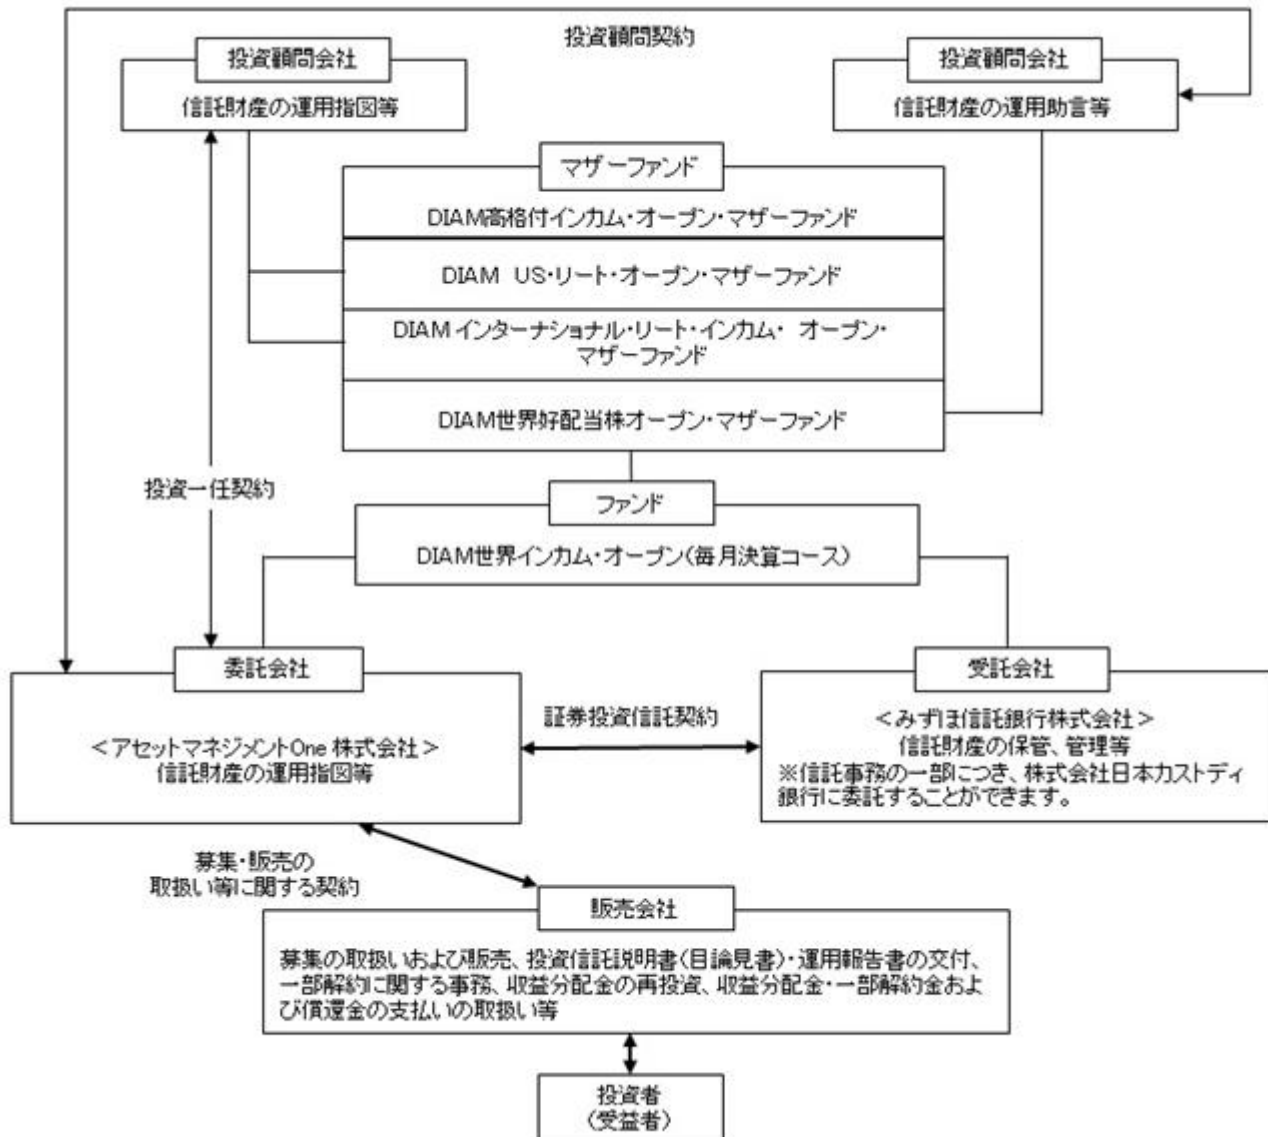 投資顧問契約
投資顧問会社
信託財産の運用指図等
投資顧問会社
信託財産の運用助言等
マザーファンド
DIAM高格付インカム・オープン・マザーファンド
DIAM US・リート・オープン・マザーファンド
DIAM インターナショナル・リート・インカム・ オープン・
マザーファンド
DIAM世界好配当株オープン・マザーファンド
投資一任契約
ファンド
DIAM世界インカム・オープン(毎月決算コース)
委託会社
<アセットマネジメントOne 株式会社>
信託財産の運用指図等
証券投資信託契約
受託会社
<みずほ信託銀行株式会社>
信託財産の保管、管理等
※信託事務の一部につき、株式会社日本カストディ
銀行に委託することができます。
募集・販売の
取扱い等に関する契約
販売会社
募集の取扱いおよび販売、投資信託説明書(目論見書)・運用報告書の交付、
一部解約に関する事務、収益分配金の再投資、収益分配金・一部解約金およ
び償還金の支払いの取扱い等
投資者
(受益者)